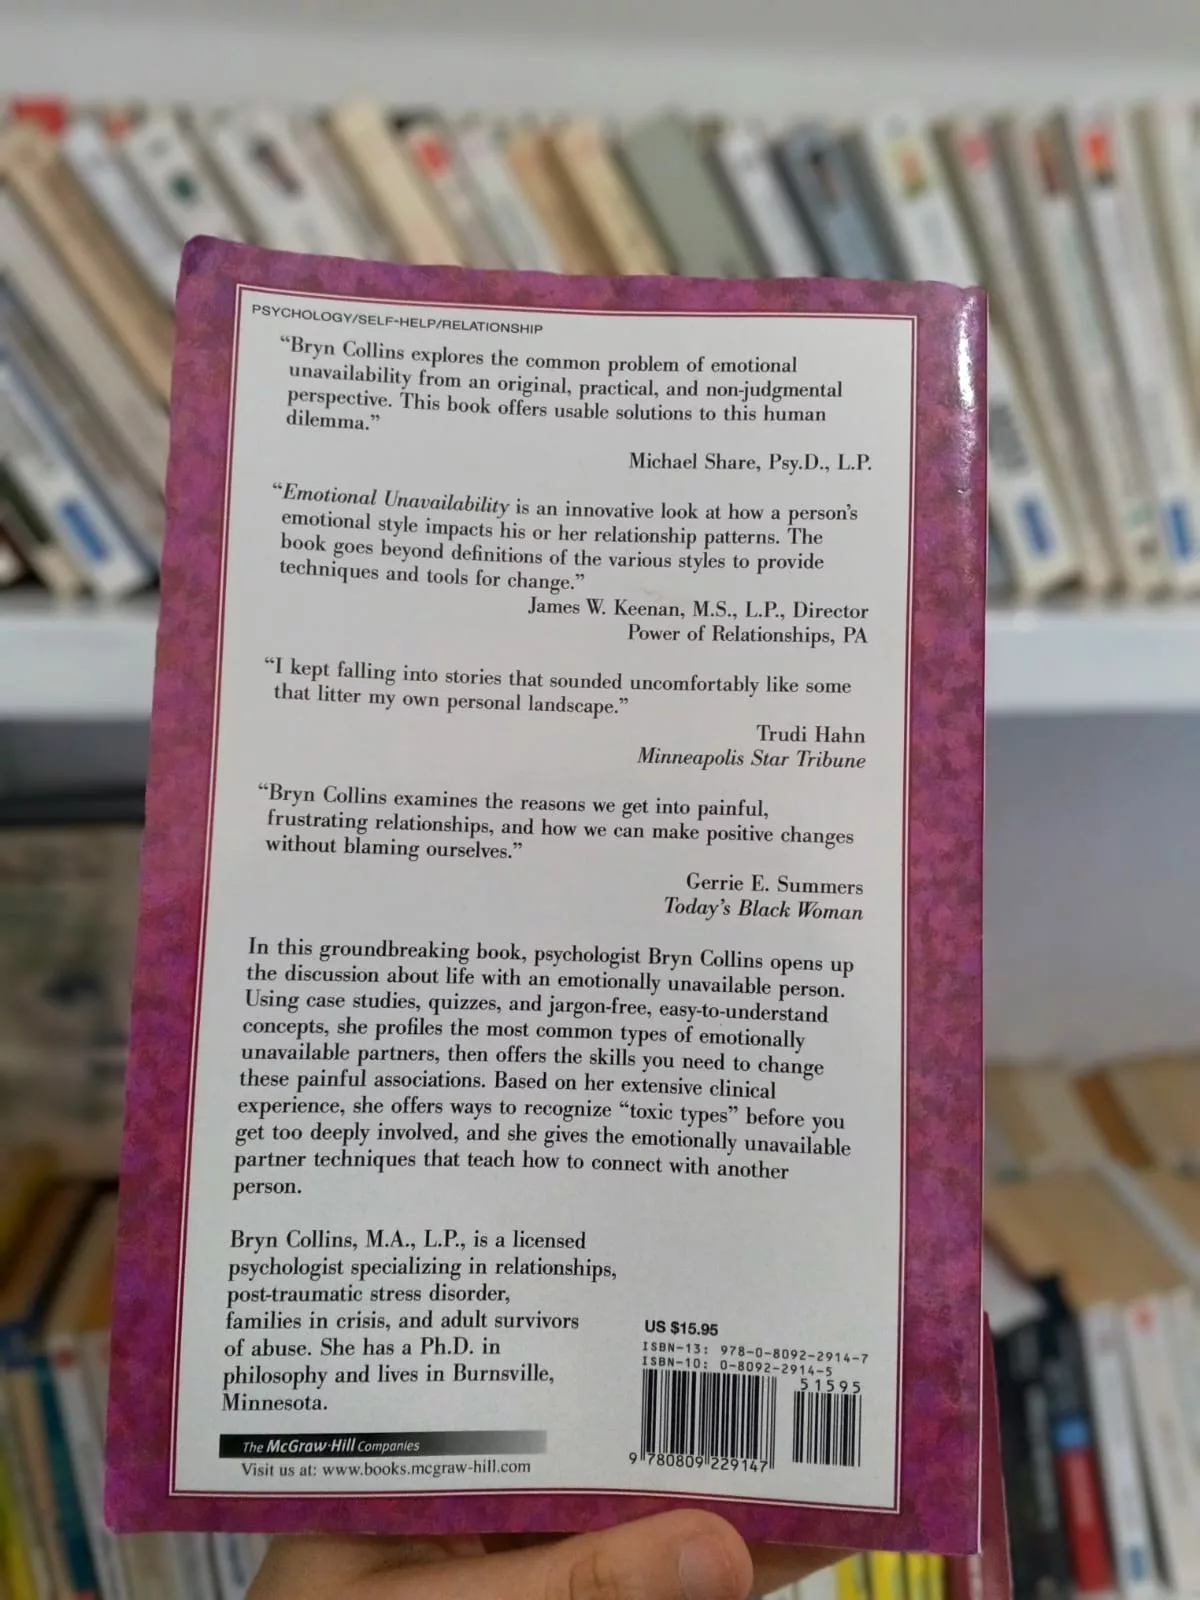 PSYCHOLOGY/SELF-HELP/RELATIONSHIP
“Bryn Collins explores the common problem of emotional
unavailability from an original, practical, and non-judgmental
perspective. This book offers usable solutions to this human
dilemma.”
Michael Share, Psy.D., L.P.
“Emotional Unavailability is an innovative look at how a person’s
emotional style impacts his or her relationship patterns. The
book goes beyond definitions of the various styles to provide
techniques and tools for change.”
James W. Keenan, M.S., L.P., Director
Power of Relationships, PA
“I kept falling into stories that sounded uncomfortably like some
that litter my own personal landscape.”
Trudi Hahn
Minneapolis Star Tribune
“Bryn Collins examines the reasons we get into painful,
frustrating relationships, and how we can make positive changes
without blaming ourselves.”
Gerrie E. Summers
Today’s Black Woman
In this groundbreaking book, psychologist Bryn Collins opens up
the discussion about life with an emotionally unavailable person.
Using case studies, quizzes, and jargon-free, easy-to-understand
concepts, she profiles the most common types of emotionally
unavailable partners, then offers the skills you need to change
these painful associations. Based on her extensive clinical
experience, she offers ways to recognize “toxic types” before you
get too deeply involved, and she gives the emotionally unavailable
partner techniques that teach how to connect with another
person.
Bryn Collins, M.A., L.P., is a licensed
psychologist specializing in relationships,
post-traumatic stress disorder,
families in crisis, and adult survivors
of abuse. She has a Ph.D. in
philosophy and lives in Burnsville,
Minnesota.
The McGraw-Hill Companies
Visit us at: www.books.mcgraw-hill.com
US $15.95
ISBN-13: 978-0-8092-2914-7
ISBN-10: 0-8092-2914-5
51595
9 780809 229147